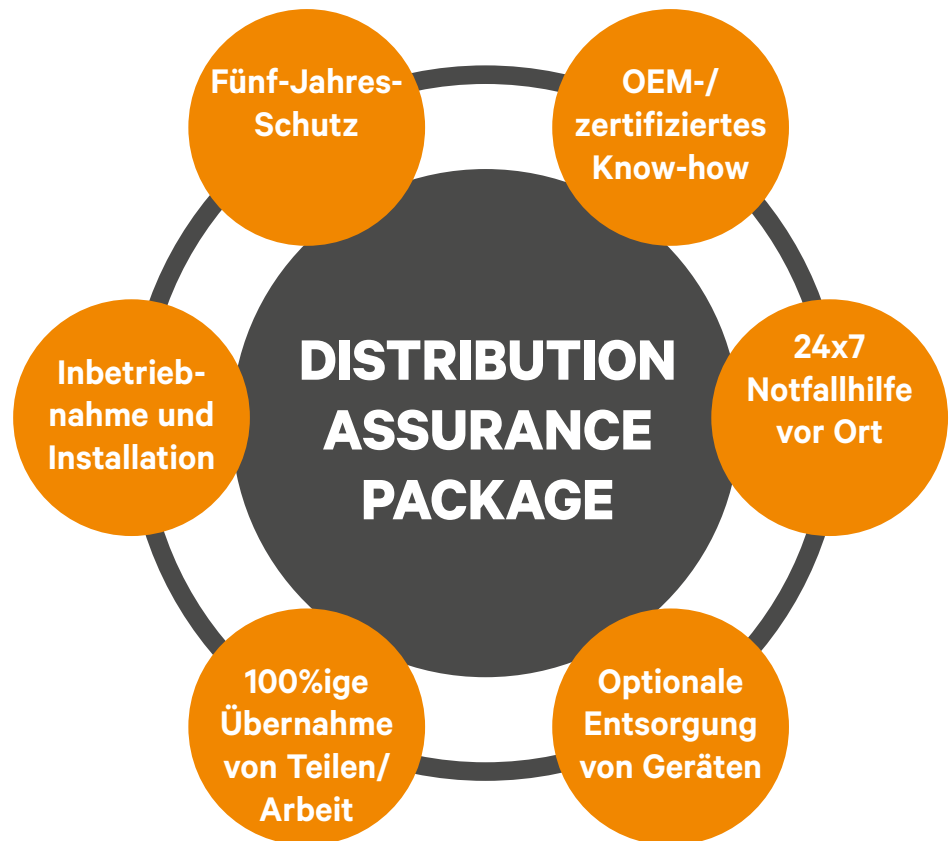 Fünf-Jahres-
Schutz
OEM-/
zertifiziertes
Know-how
DISTRIBUTION
ASSURANCE
PACKAGE
24x7
Notfallhilfe
vor Ort
Inbetrieb-
nahme und
Installation
100%ige
Übernahme
von Teilen/
Arbeit
Optionale
Entsorgung
von Geräten